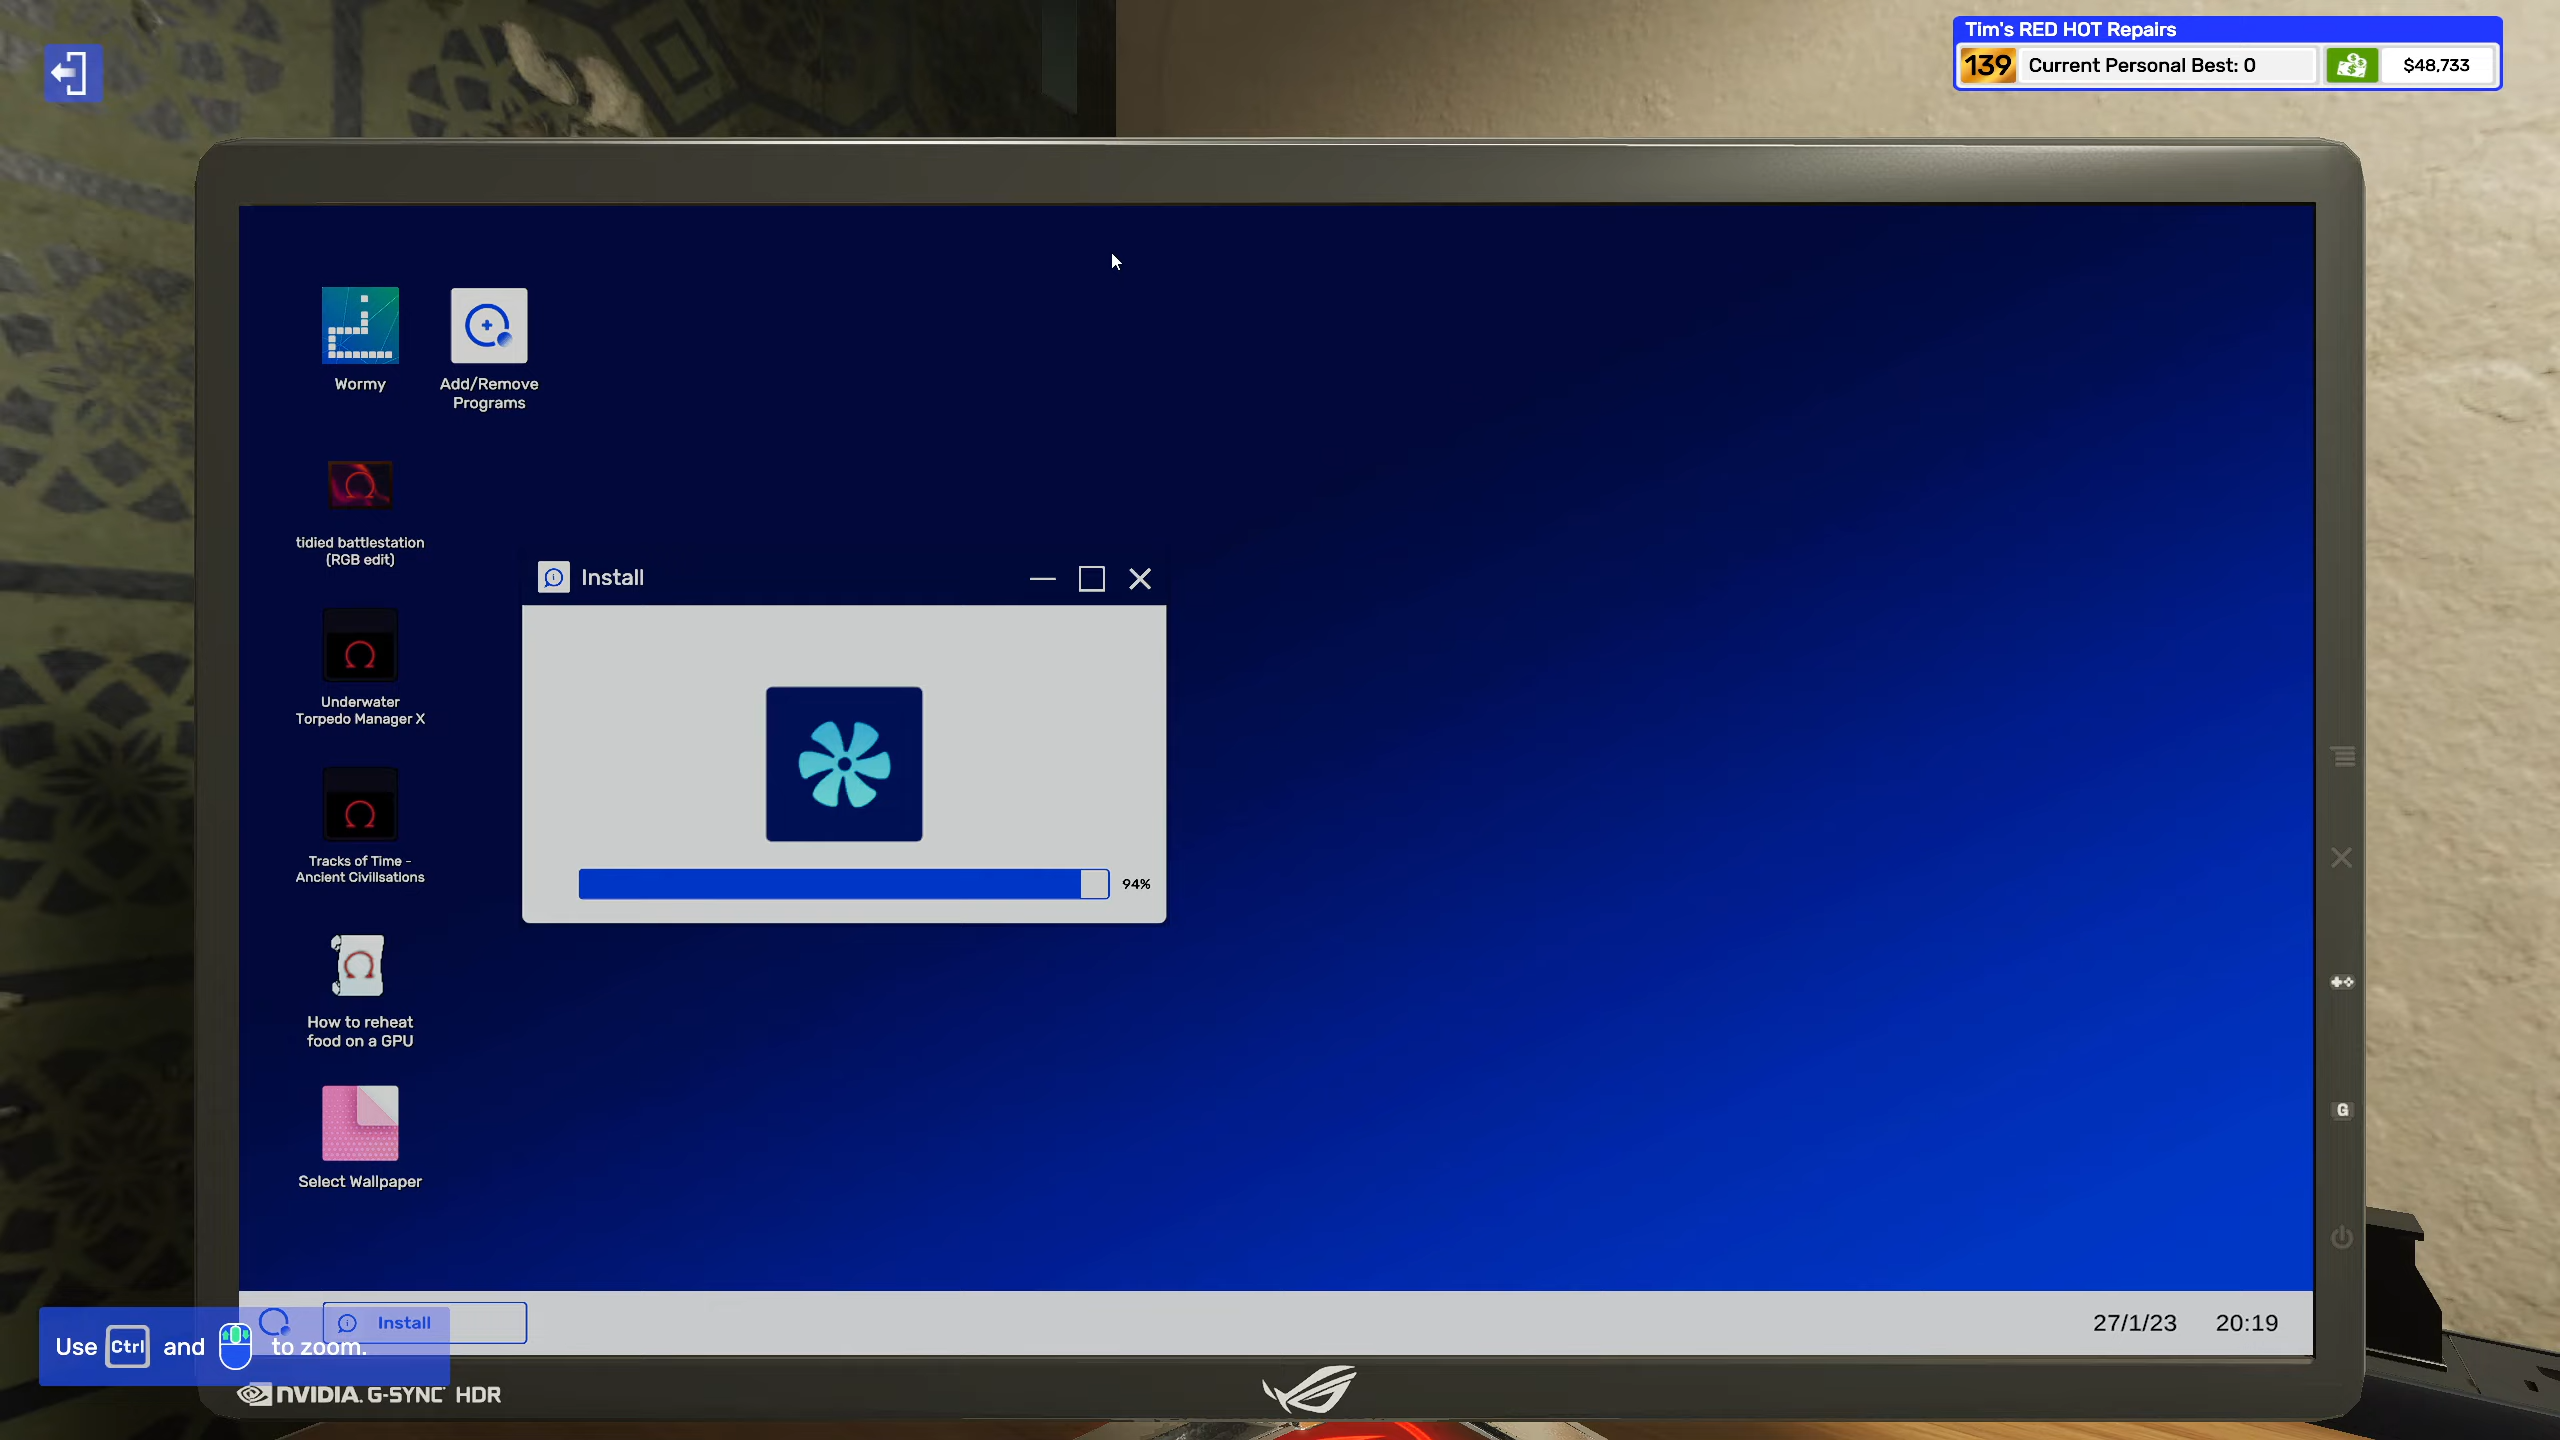 Tim's RED HOT Repairs
139
Current Personal Best: 0
$48,733
Wormy
Add/Remove
Programs
tidied battlestation
(RGB edit)
Underwater
Torpedo Manager X
Tracks of Time -
Ancient Civilisations
How to reheat
food on a GPU
Select Wallpaper
Install
94%
Install
27/1/23
20:19
Use Ctrl and to zoom.
NVIDIA. G-SYNC HDR
G